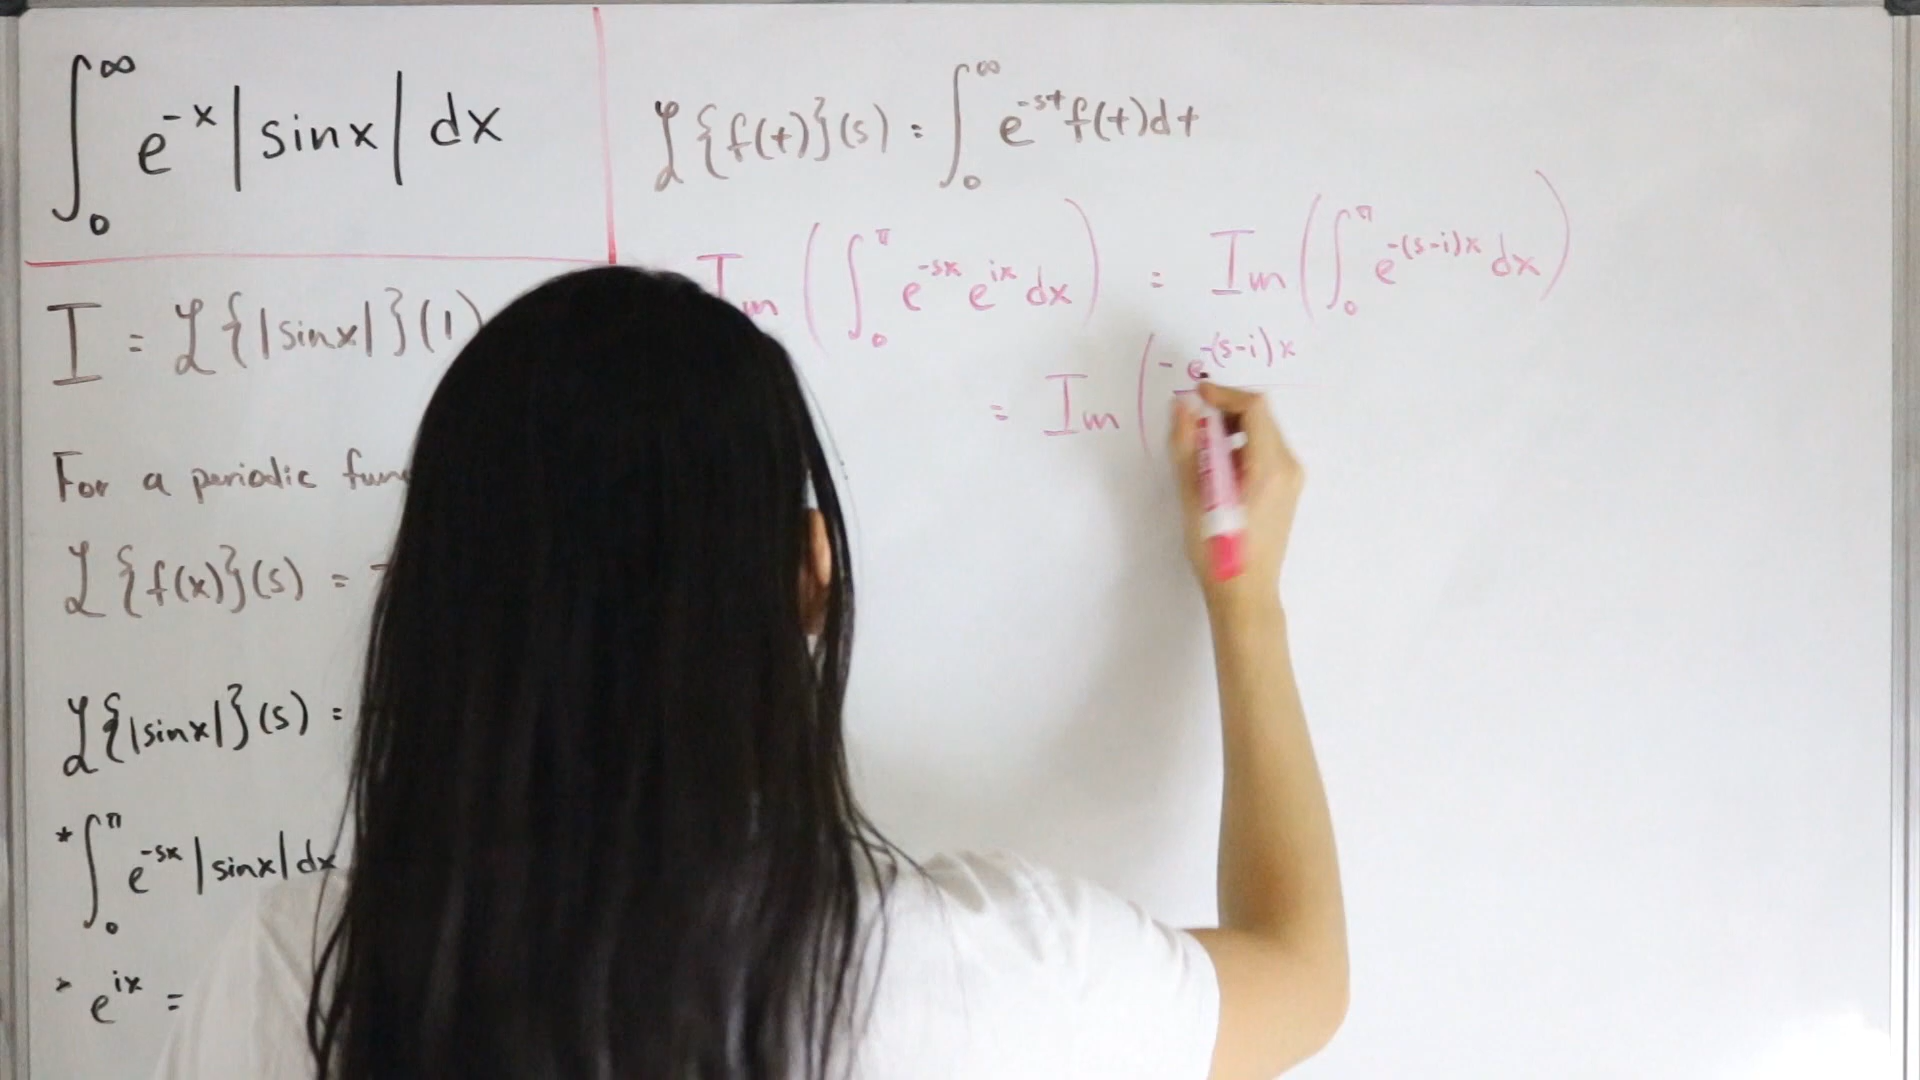 ∫₀^∞ e^{-x} |sin x| dx
ℒ{f(t)}(s) = ∫₀^∞ e^{-st} f(t) dt
Im (∫₀^π e^{-sx} e^{ix} dx) = Im (∫₀^π e^{-(s-i)x} dx)
= Im ( -e^{-(s-i)x}
I = ℒ{|sin x|}(1)
For a periodic
ℒ{f(x)}(s) =
ℒ{|sin x|}(s) =
* ∫₀^π e^{-sx} |sin x| dx
* e^{ix} =